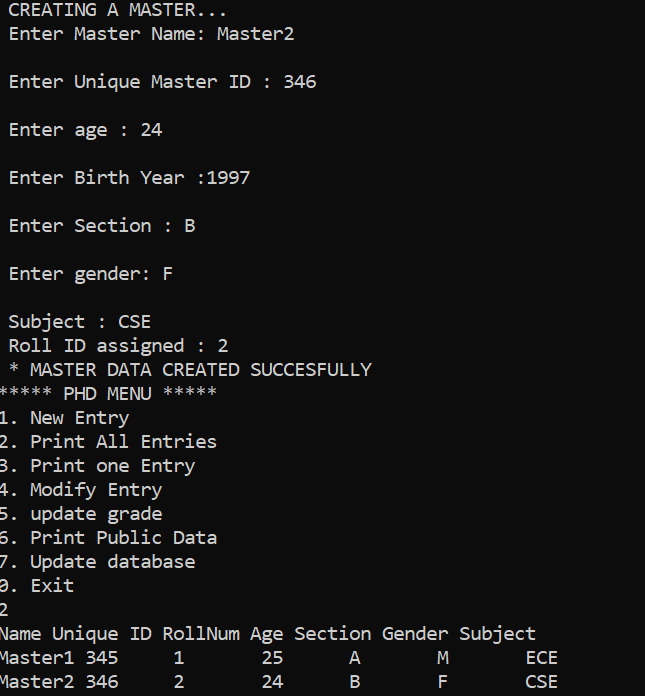 CREATING A MASTER...
Enter Master Name: Master2
Enter Unique Master ID : 346
Enter age : 24
Enter Birth Year :1997
Enter Section : B
Enter gender: F
Subject : CSE
Roll ID assigned : 2
* MASTER DATA CREATED SUCCESFULLY
***** PHD MENU *****
1. New Entry
2. Print All Entries
3. Print one Entry
4. Modify Entry
5. update grade
6. Print Public Data
7. Update database
0. Exit
2
Name Unique ID RollNum Age Section Gender Subject
Master1 345 1 25 A M ECE
Master2 346 2 24 B F CSE